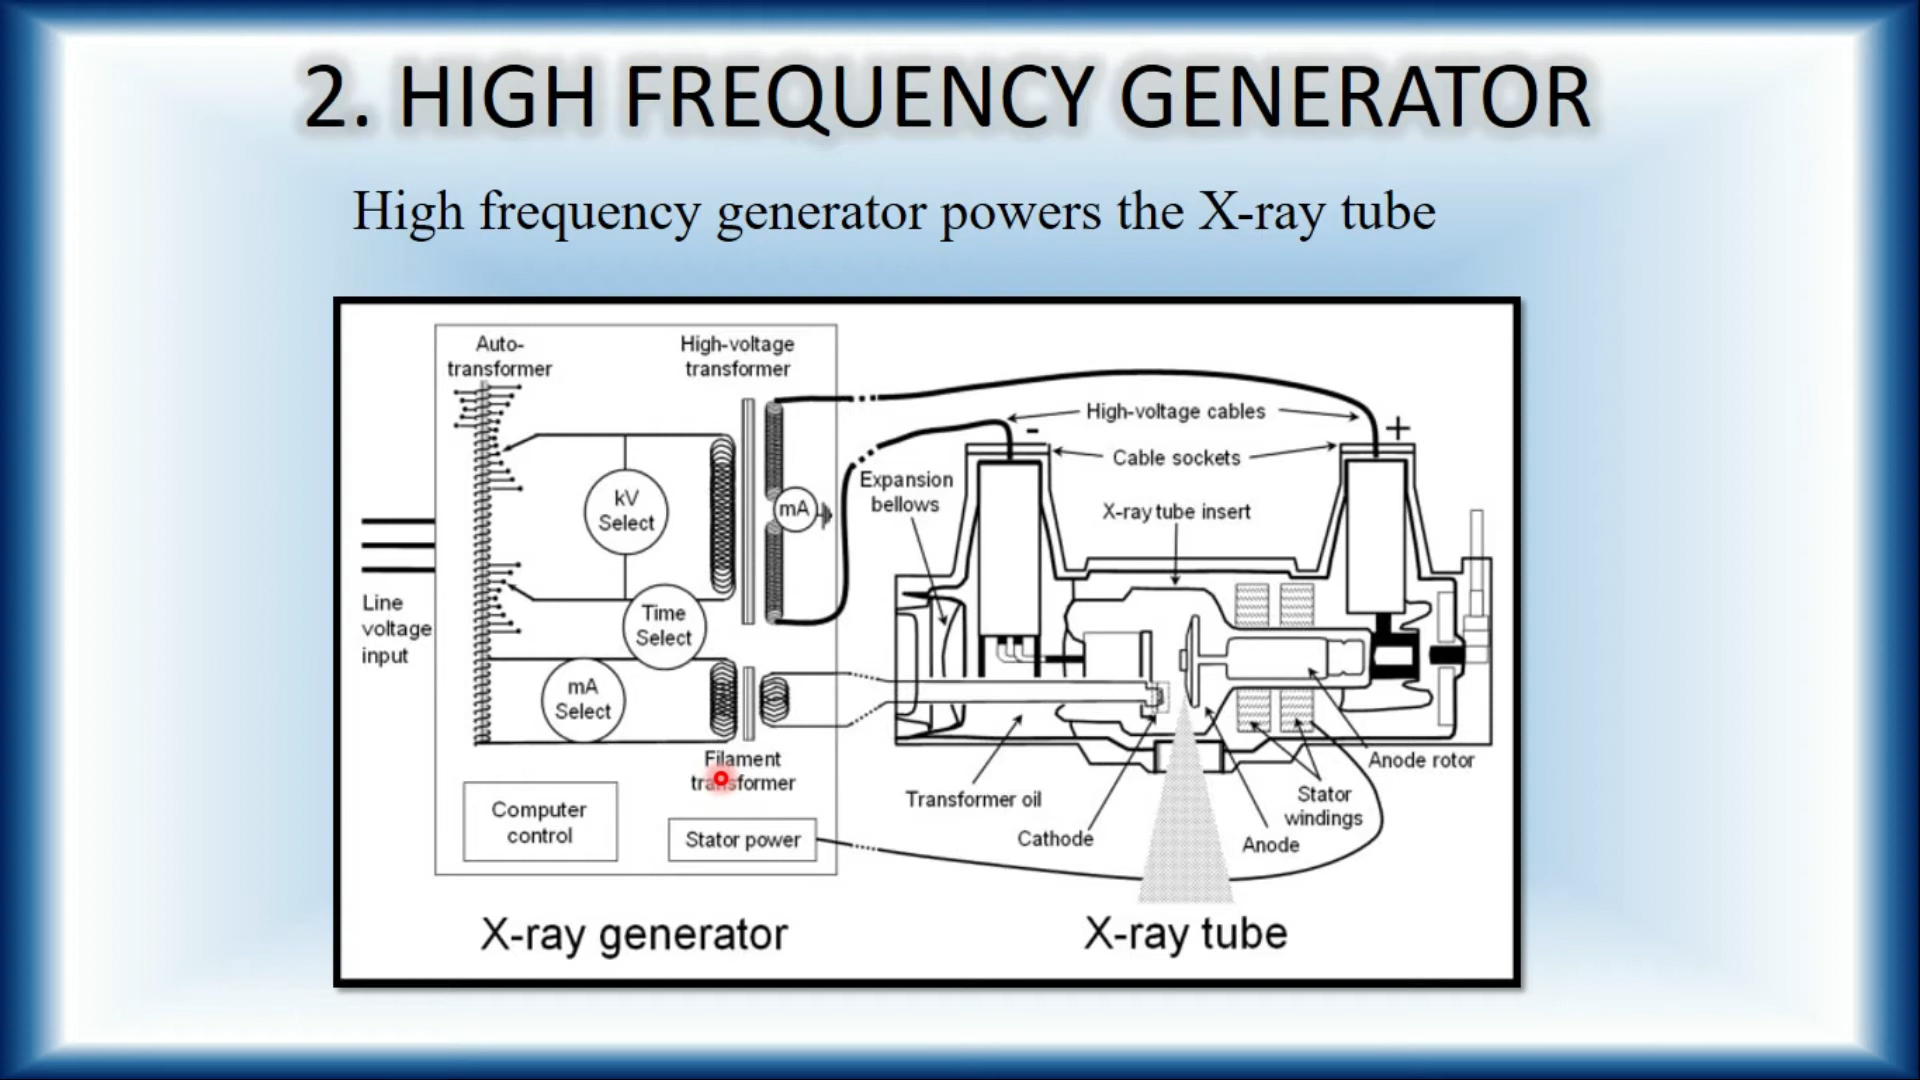 2. HIGH FREQUENCY GENERATOR
High frequency generator powers the X-ray tube
Auto-
transformer
High-voltage
transformer
kV
Select
mA
Time
Select
mA
Select
Line
voltage
input
Filament
transformer
Computer
control
Stator power
X-ray generator
High-voltage cables
-
+
Cable sockets
Expansion
bellows
X-ray tube insert
Transformer oil
Cathode
Anode
Stator
windings
Anode rotor
X-ray tube